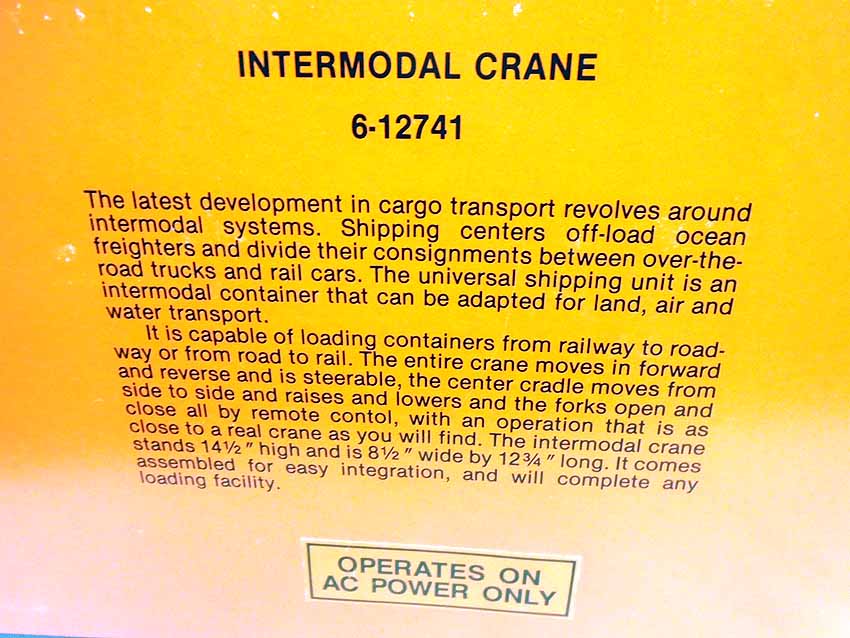 INTERMODAL CRANE
6-12741
The latest development in cargo transport revolves around
intermodal systems. Shipping centers off-load ocean
freighters and divide their consignments between over-the-
road trucks and rail cars. The universal shipping unit is an
intermodal container that can be adapted for land, air and
water transport.
It is capable of loading containers from railway to road-
way or from road to rail. The entire crane moves in forward
and reverse and is steerable, the center cradle moves from
side to side and raises and lowers and the forks open and
close all by remote contol, with an operation that is as
close to a real crane as you will find. The intermodal crane
stands 14½" high and is 8½" wide by 12¾" long. It comes
assembled for easy integration, and will complete any
loading facility.
OPERATES ON
AC POWER ONLY